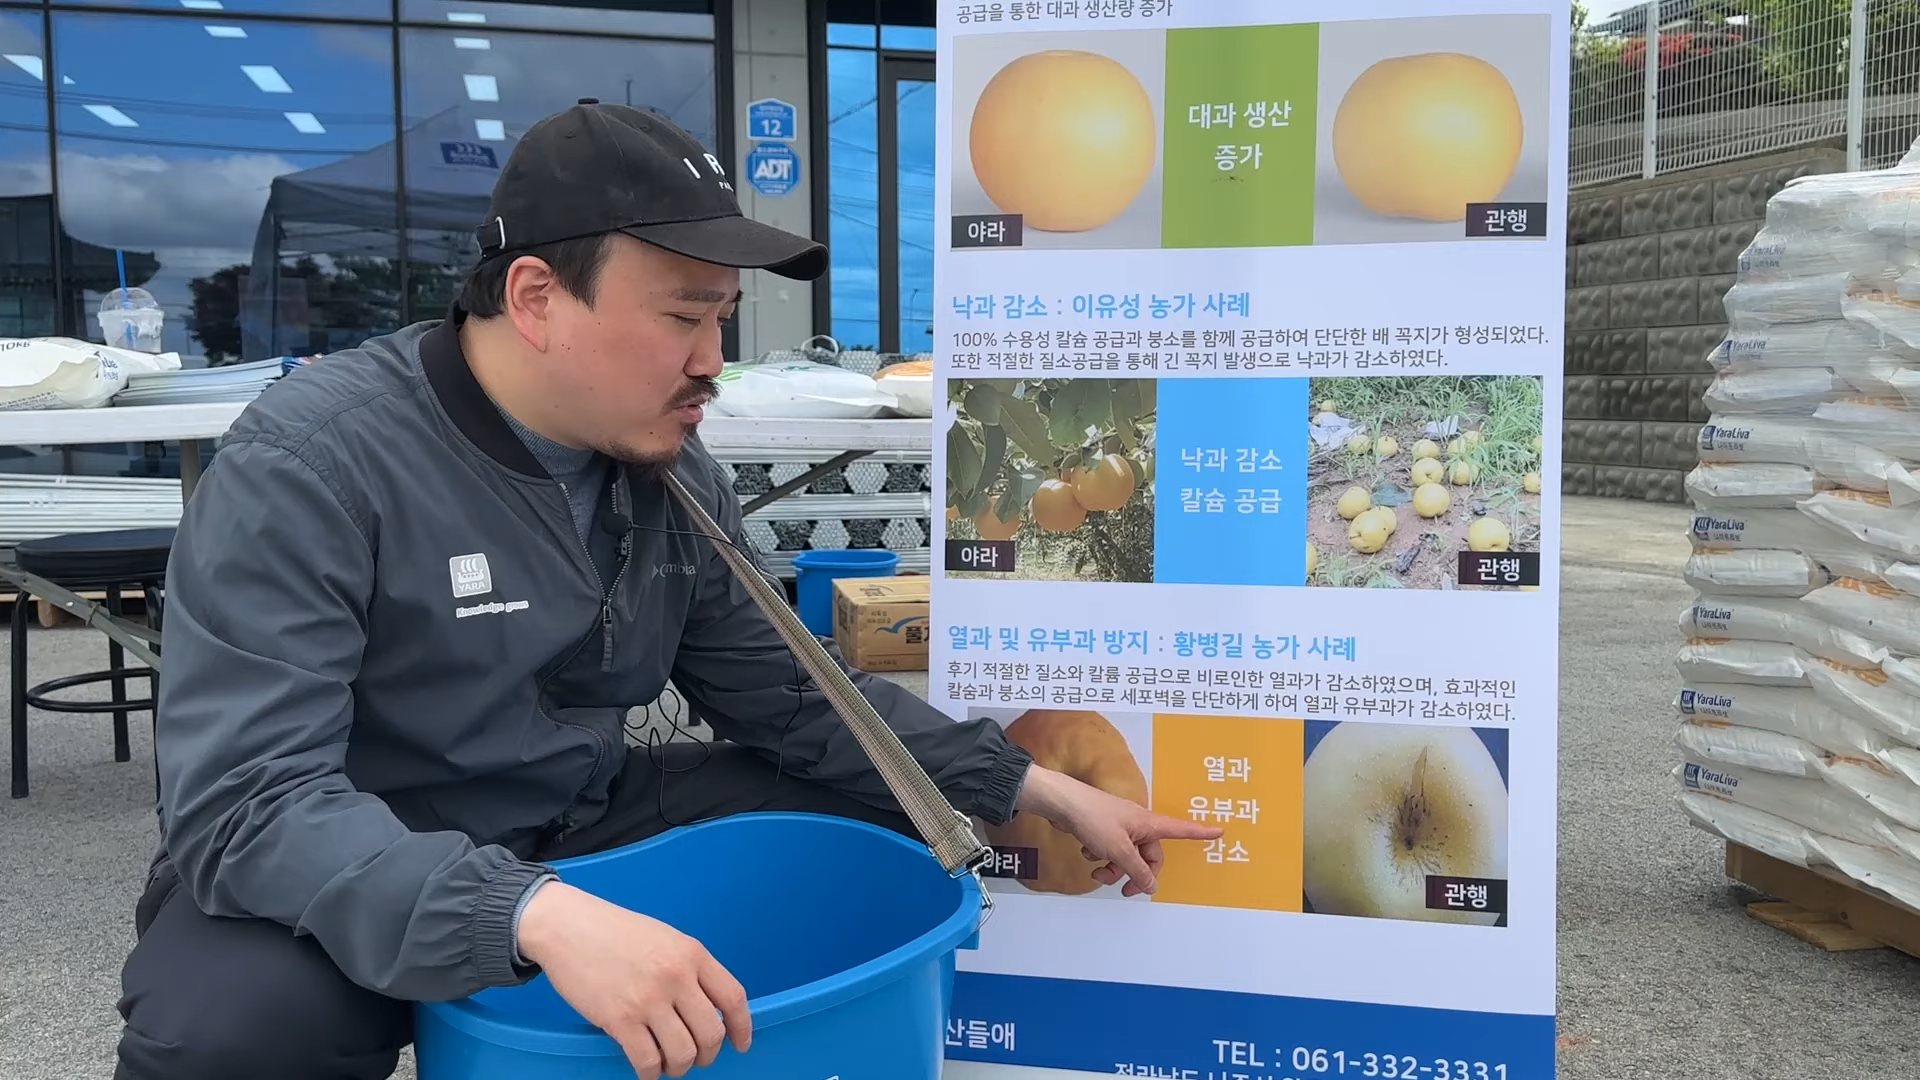 공급을 통한 대과 생산량 증가
대과 생산
증가
야라
관행
낙과 감소 : 이유성 농가 사례
100% 수용성 칼슘 공급과 붕소를 함께 공급하여 단단한 배 꼭지가 형성되었다.
또한 적절한 질소공급을 통해 긴 꼭지 발생으로 낙과가 감소하였다.
낙과 감소
칼슘 공급
야라
관행
열과 및 유부과 방지 : 황병길 농가 사례
후기 적절한 질소와 칼륨 공급으로 비로인한 열과가 감소하였으며, 효과적인
칼슘과 붕소의 공급으로 세포벽을 단단하게 하여 열과 유부과가 감소하였다.
열과
유뷰과
감소
야라
관행
산들애
TEL : 061-332-3331
12
ADT
YARA
Knowledge grows
YaraLiva
YaraLiva
YaraLiva
YaraLiva
YaraLiva
YaraLiva
YaraLiva